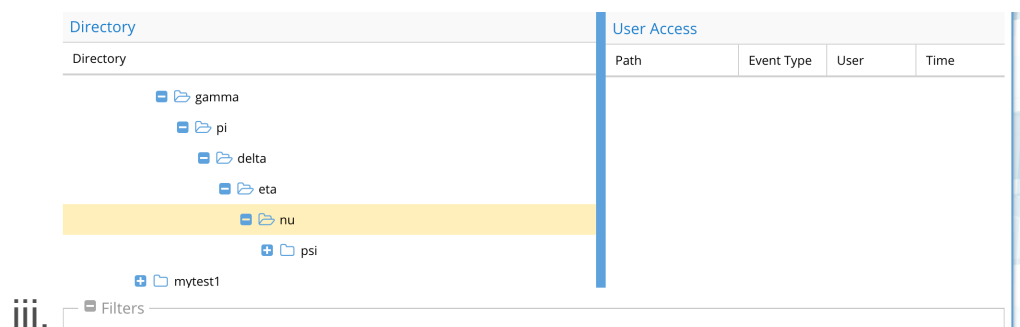 Directory
User Access
Directory
Path Event Type User Time
gamma
pi
delta
eta
nu
psi
mytest1
iii.
Filters